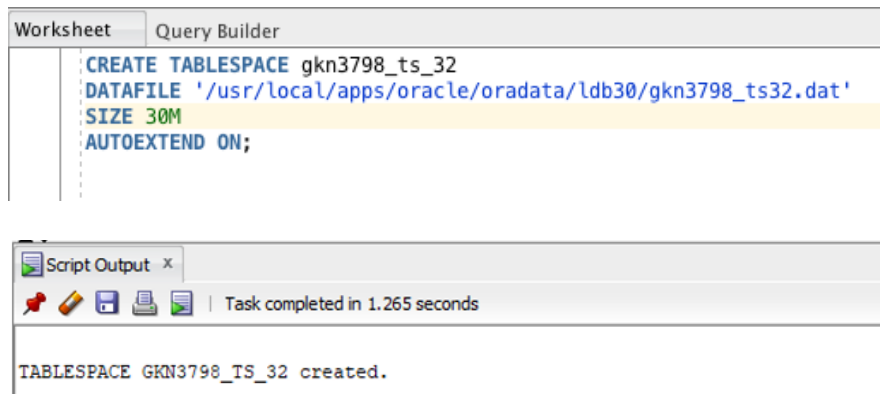 Worksheet Query Builder
CREATE TABLESPACE gkn3798_ts_32
DATAFILE '/usr/local/apps/oracle/oradata/ldb30/gkn3798_ts32.dat'
SIZE 30M
AUTOEXTEND ON;
Script Output x
Task completed in 1.265 seconds
TABLESPACE GKN3798_TS_32 created.